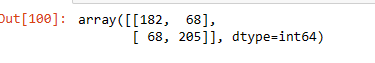 Out[100]: array([[182,  68],
       [ 68, 205]], dtype=int64)